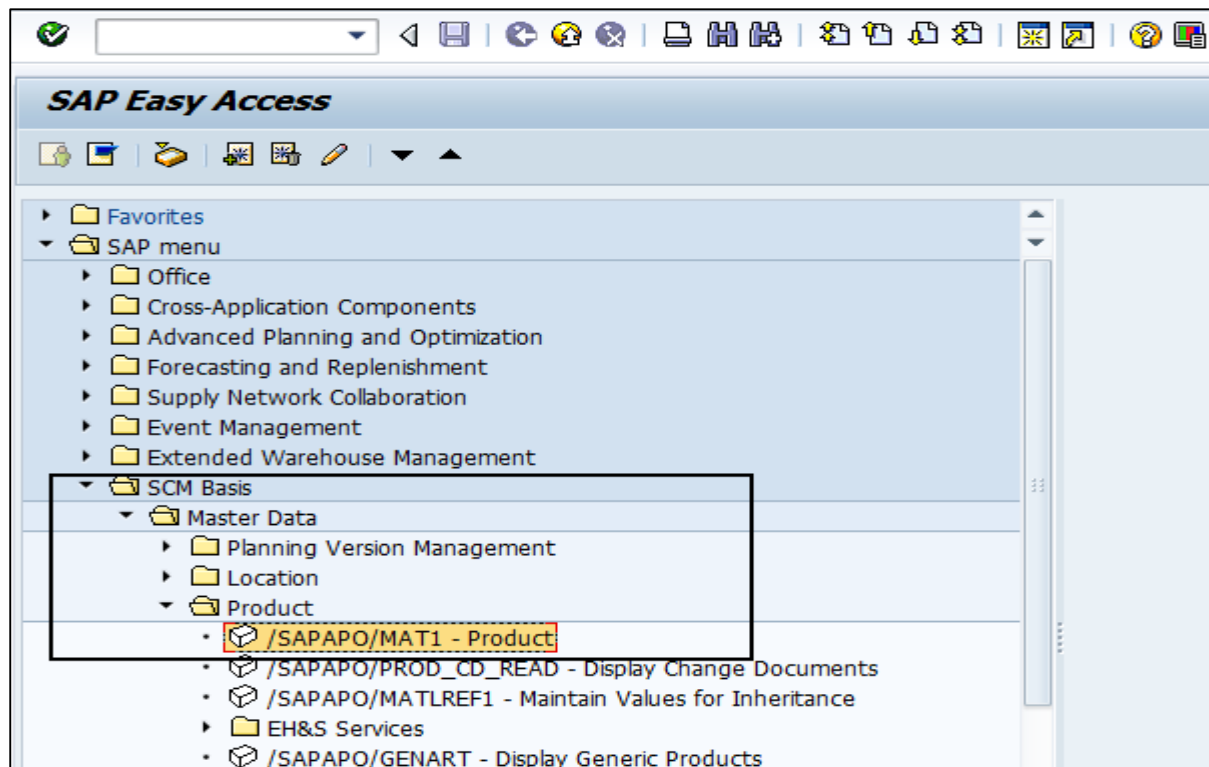 SAP Easy Access
Favorites
SAP menu
Office
Cross-Application Components
Advanced Planning and Optimization
Forecasting and Replenishment
Supply Network Collaboration
Event Management
Extended Warehouse Management
SCM Basis
Master Data
Planning Version Management
Location
Product
/SAPAPO/MAT1 - Product
/SAPAPO/PROD_CD_READ - Display Change Documents
/SAPAPO/MATLREF1 - Maintain Values for Inheritance
EH&S Services
/SAPAPO/GENART - Display Generic Products